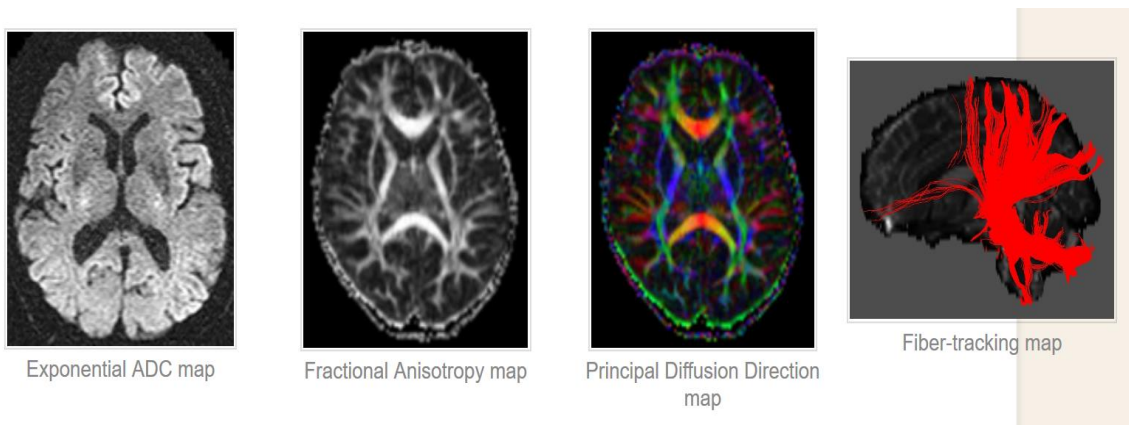 Exponential ADC map
Fractional Anisotropy map
Principal Diffusion Direction
map
Fiber-tracking map